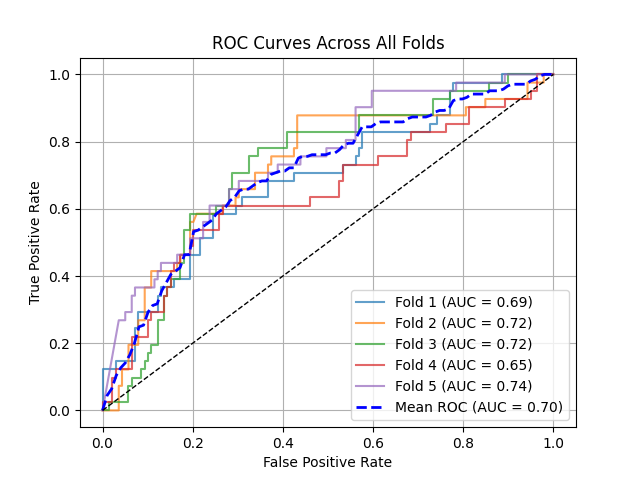 ROC Curves Across All Folds
True Positive Rate
1.0
0.8
0.6
0.4
0.2
0.0
Fold 1 (AUC = 0.69)
Fold 2 (AUC = 0.72)
Fold 3 (AUC = 0.72)
Fold 4 (AUC = 0.65)
Fold 5 (AUC = 0.74)
Mean ROC (AUC = 0.70)
0.0 0.2 0.4 0.6 0.8 1.0
False Positive Rate